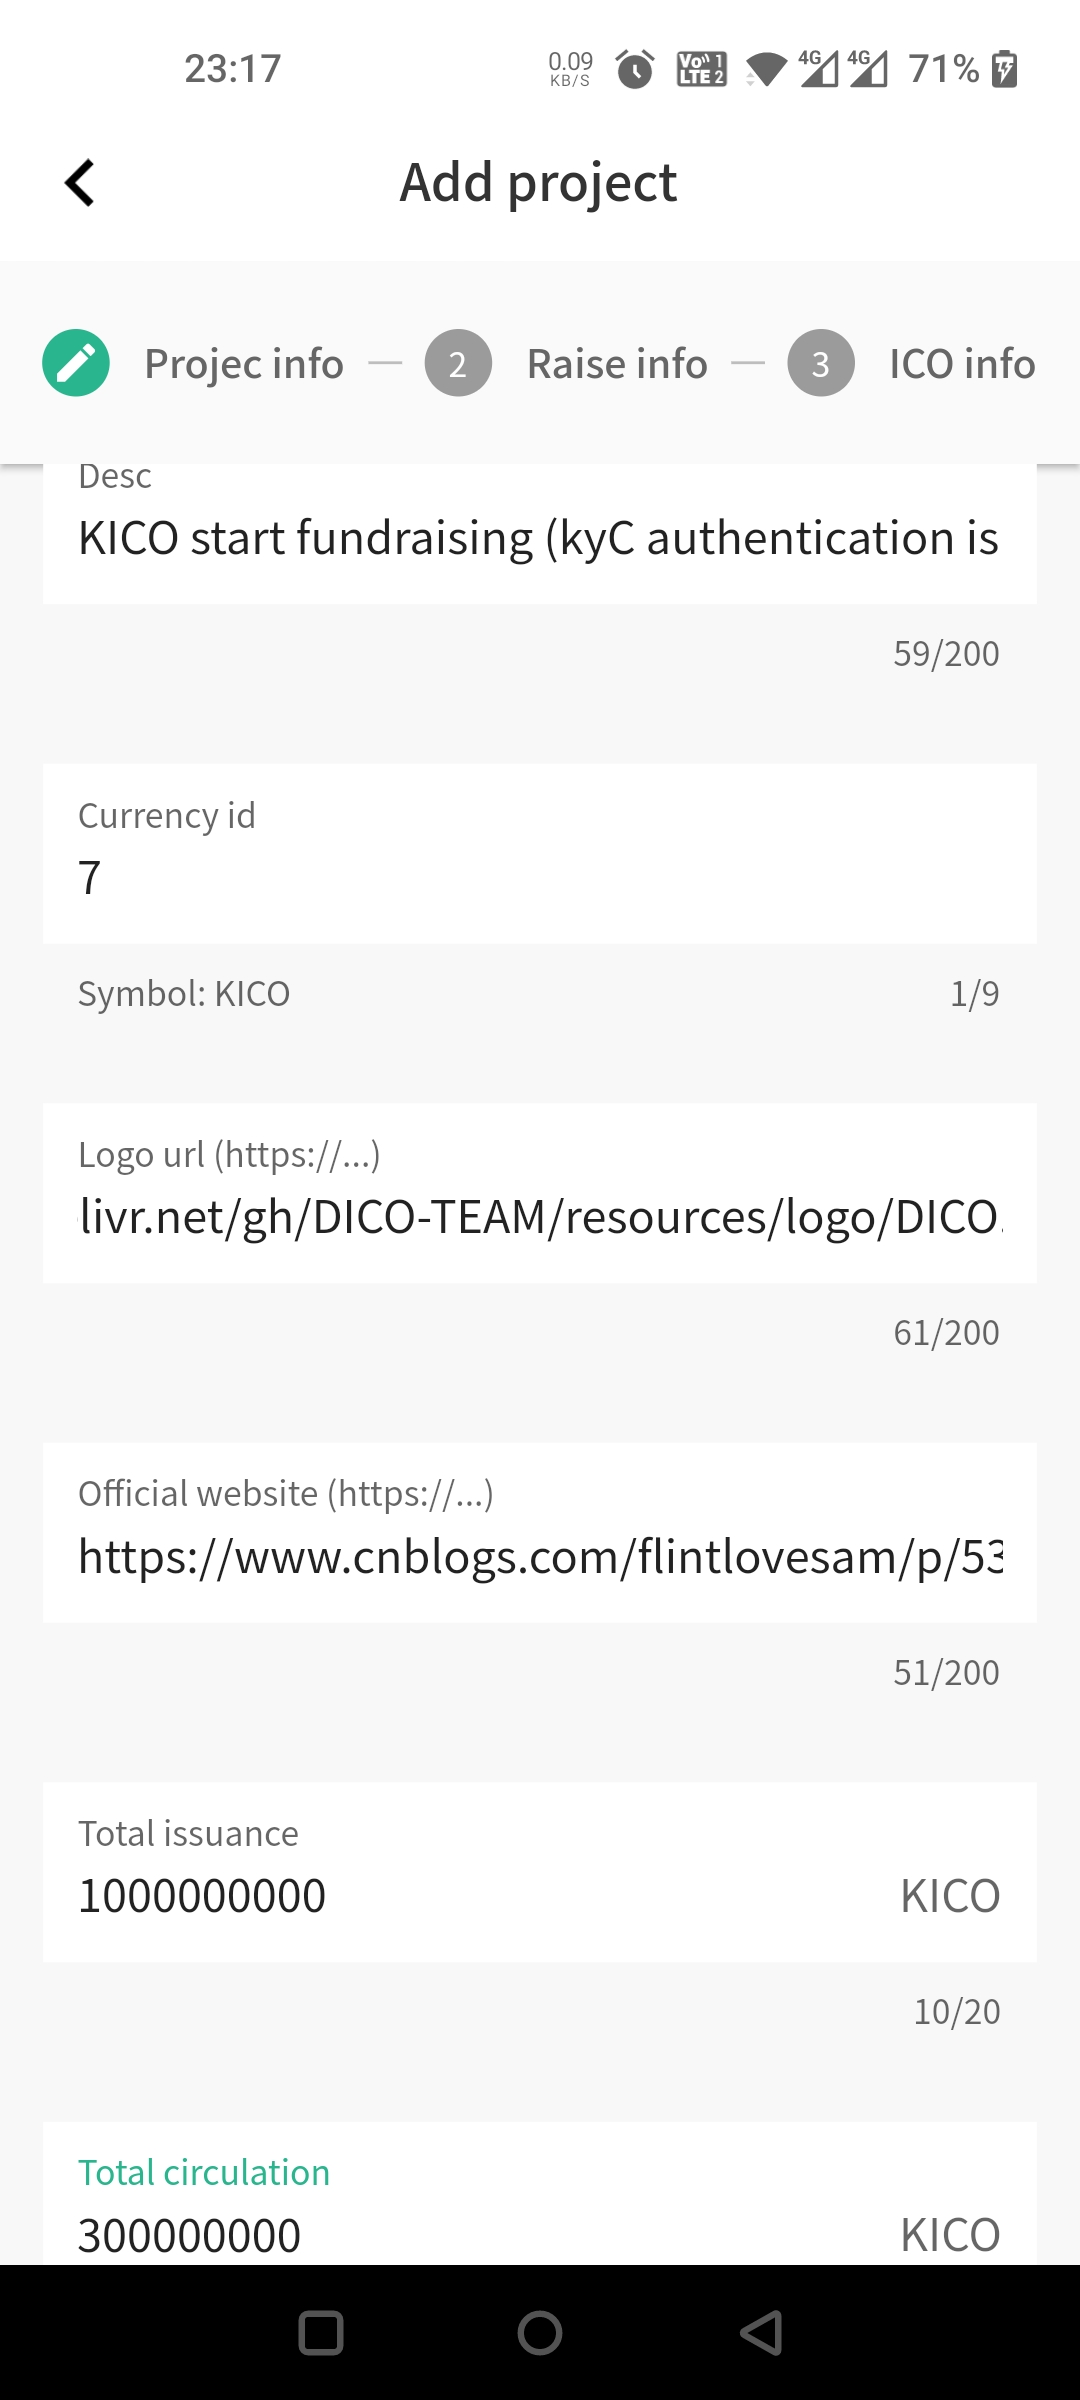 23:17
0.09
KB/S
Vo 1
LTE 2
4G
4G
71%
Add project
Projec info
2
Raise info
3
ICO info
Desc
KICO start fundraising (kyC authentication is
59/200
Currency id
7
Symbol: KICO
1/9
Logo url (https://...)
livr.net/gh/DICO-TEAM/resources/logo/DICO.
61/200
Official website (https://...)
https://www.cnblogs.com/flintlovesam/p/53
51/200
Total issuance
1000000000
KICO
10/20
Total circulation
300000000
KICO